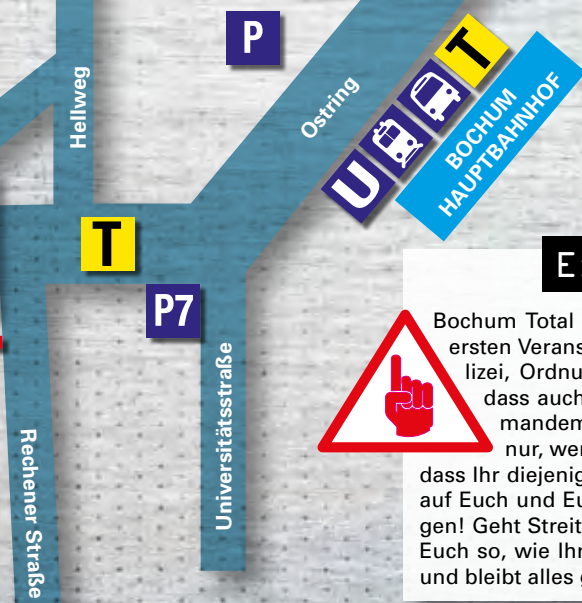 P
Hellweg
Ostring
T
U
BOCHUM
HAUPTBAHNHOF
T
P7
Universitätsstraße
Rechener Straße
E
Bochum Total
ersten Verans
lizei, Ordnu
dass auch
mandem
nur, wer
dass Ihr diejenig
auf Euch und Eu
gen! Geht Streit
Euch so, wie Ihr
und bleibt alles